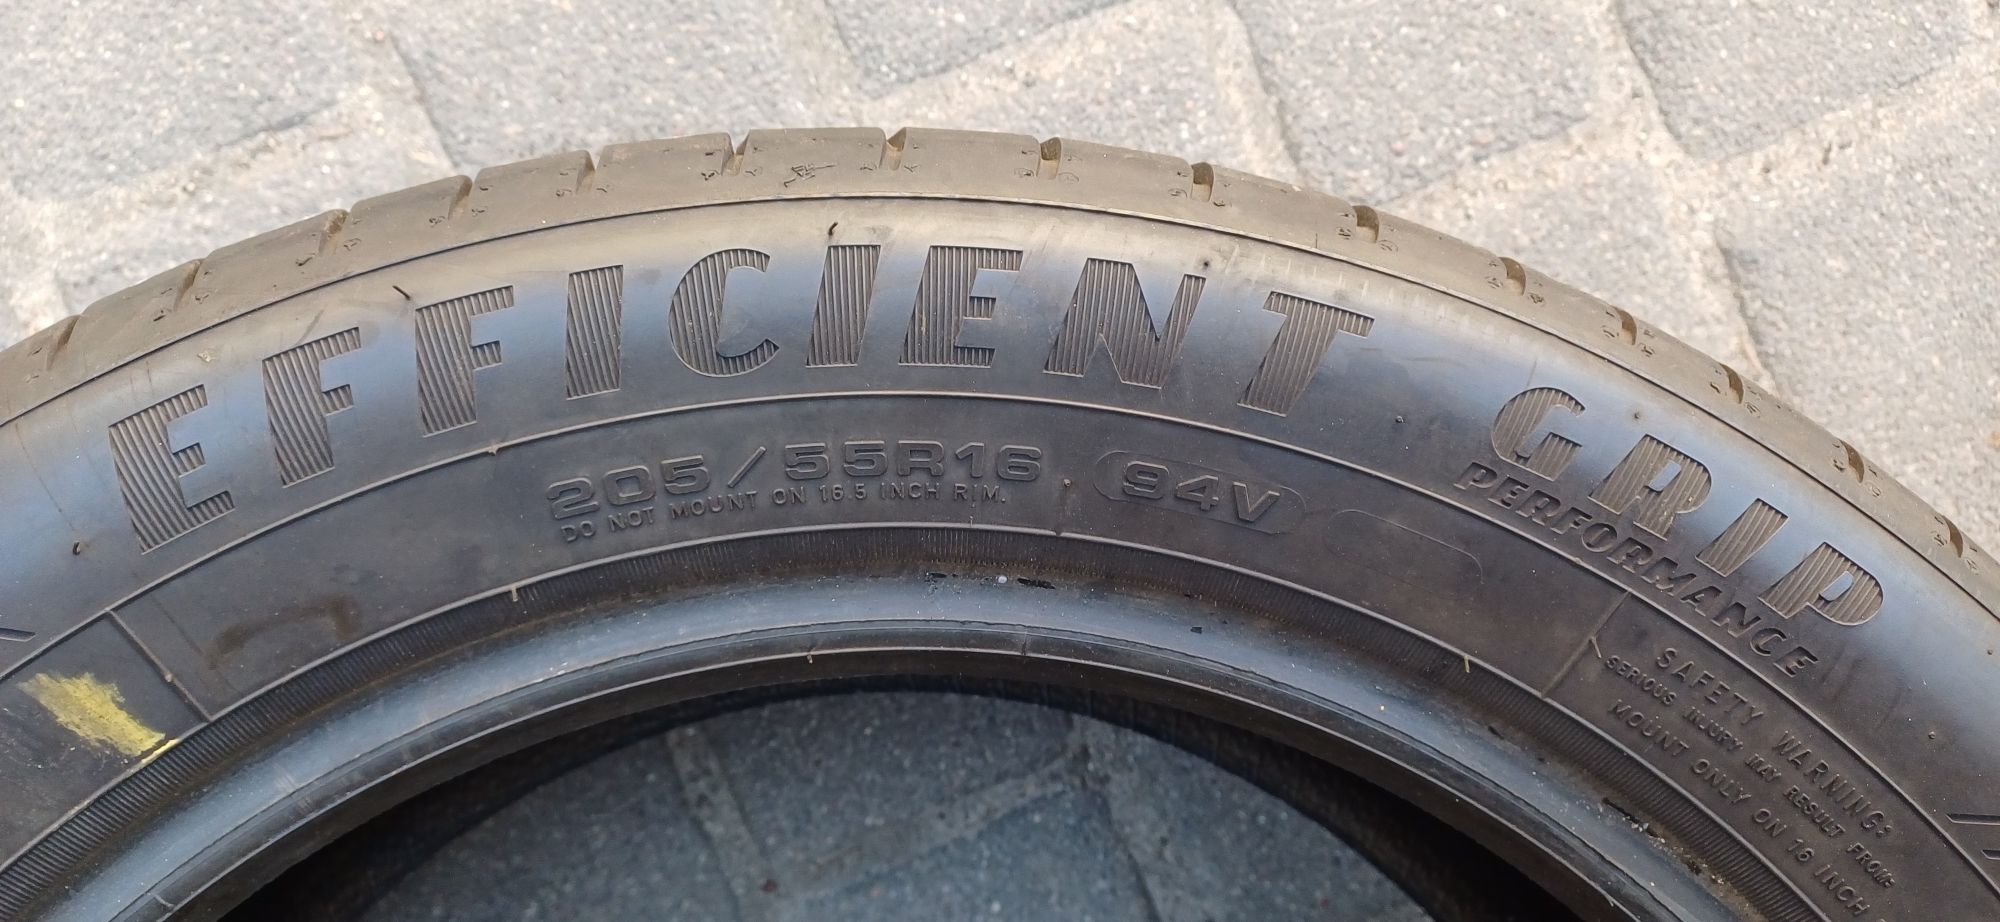 EFFICIENT GRIP
PERFORMANCE
205/55R16 94V
DO NOT MOUNT ON 16.5 INCH RIM.
SAFETY WARNING:
SERIOUS INJURY MAY RESULT FROM:
MOUNT ONLY ON 16 INCH